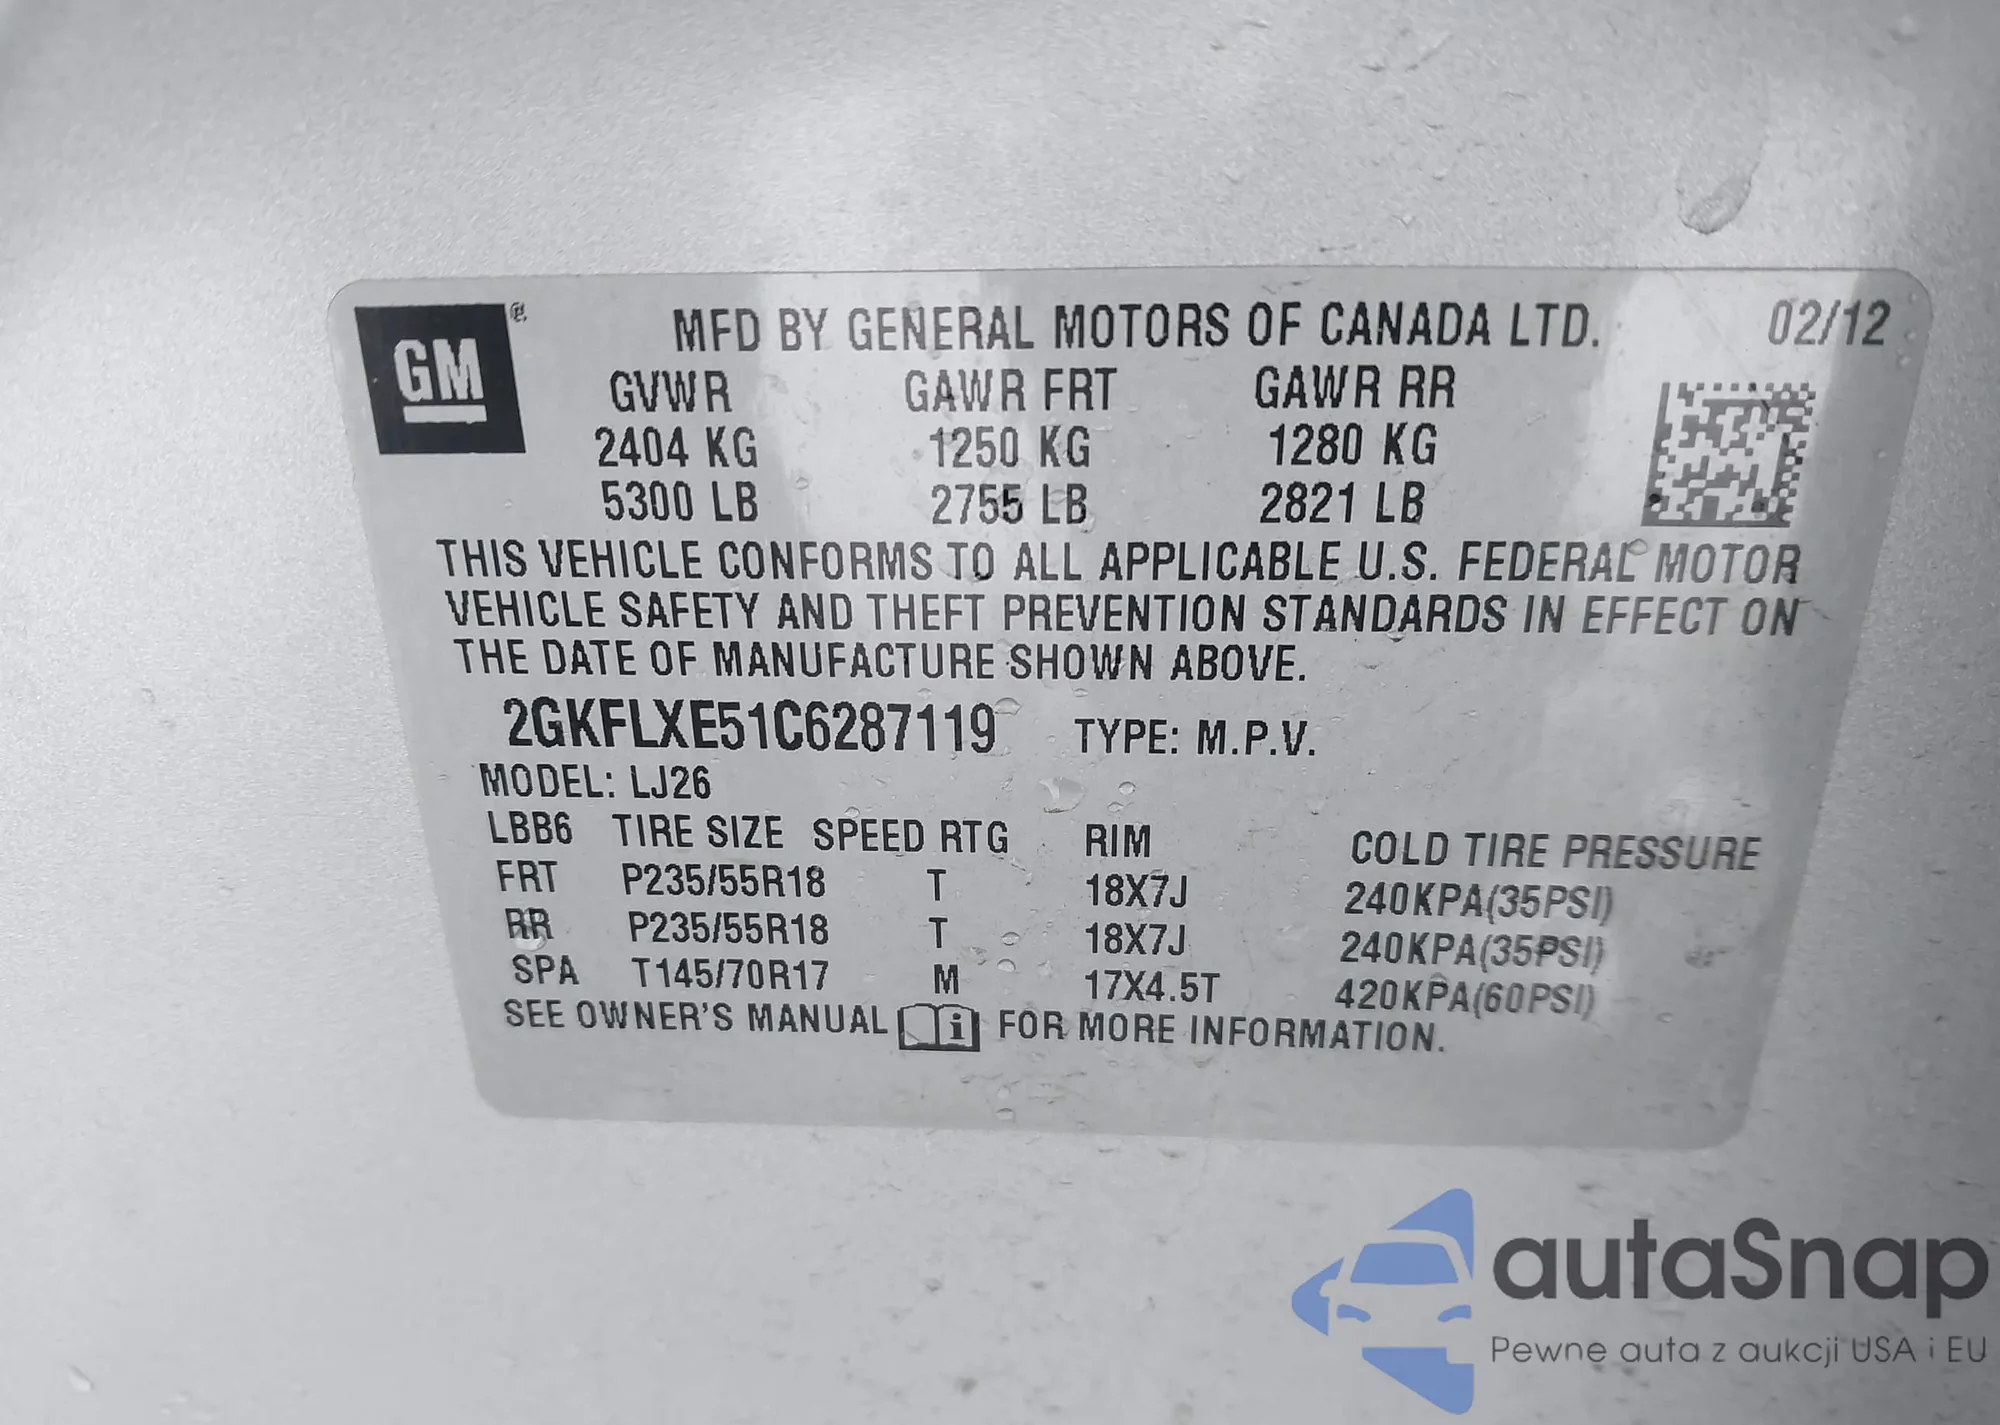 GM ®
MFD BY GENERAL MOTORS OF CANADA LTD. 02/12
GVWR GAWR FRT GAWR RR
2404 KG 1250 KG 1280 KG
5300 LB 2755 LB 2821 LB
THIS VEHICLE CONFORMS TO ALL APPLICABLE U.S. FEDERAL MOTOR
VEHICLE SAFETY AND THEFT PREVENTION STANDARDS IN EFFECT ON
THE DATE OF MANUFACTURE SHOWN ABOVE.
2GKFLXE51C6287119 TYPE: M.P.V.
MODEL: LJ26
LBB6 TIRE SIZE SPEED RTG RIM COLD TIRE PRESSURE
FRT P235/55R18 T 18X7J 240KPA(35PSI)
RR P235/55R18 T 18X7J 240KPA(35PSI)
SPA T145/70R17 M 17X4.5T 420KPA(60PSI)
SEE OWNER'S MANUAL i FOR MORE INFORMATION.
autaSnap
Pewne auta z aukcji USA i EU